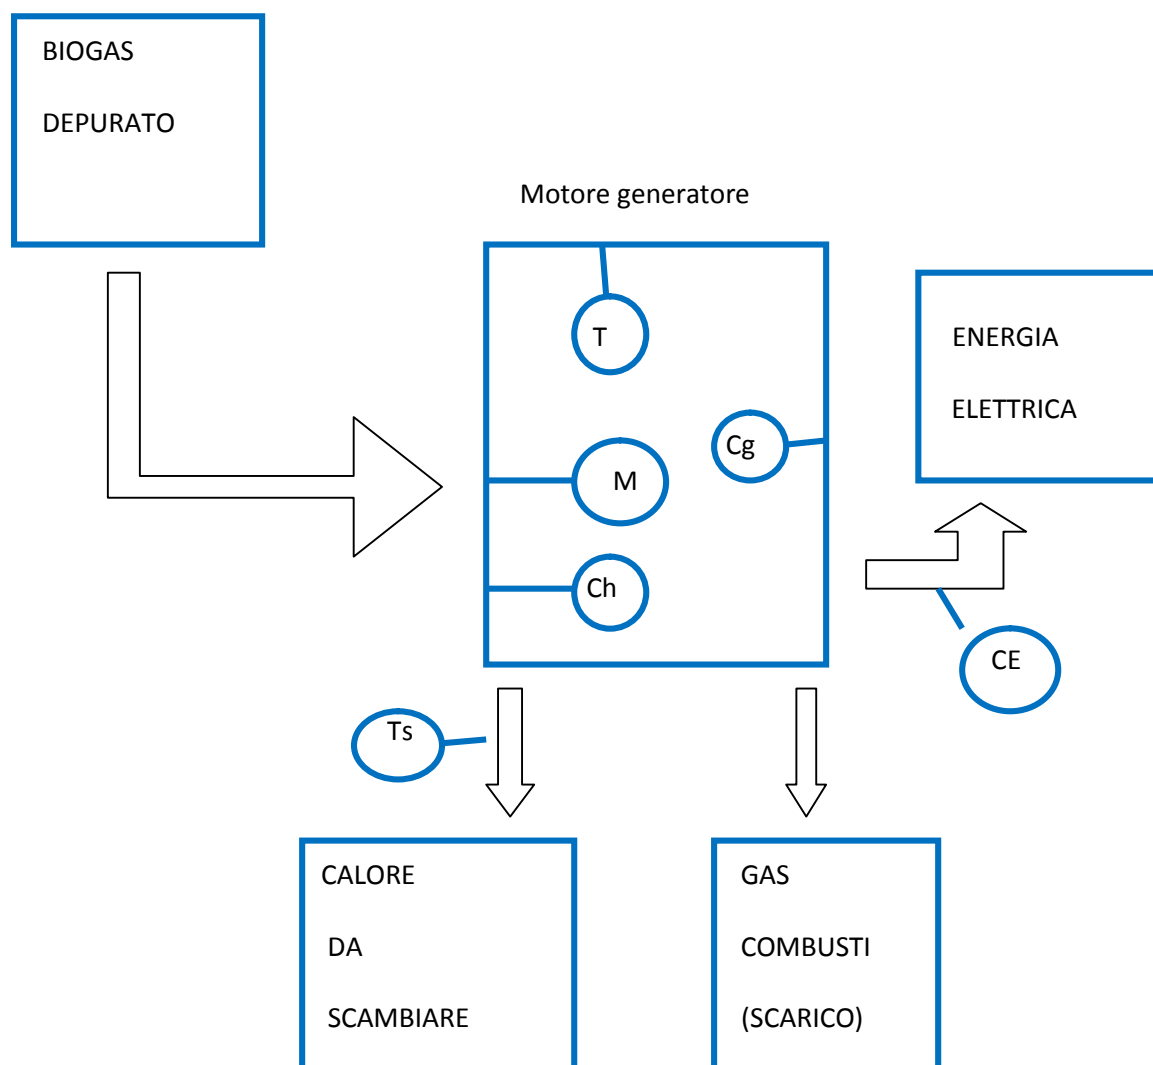 BIOGAS
DEPURATO
Motore generatore
T
ENERGIA
ELETTRICA
Cg
M
Ch
CE
Ts
CALORE
DA
SCAMBIARE
GAS
COMBUSTI
(SCARICO)